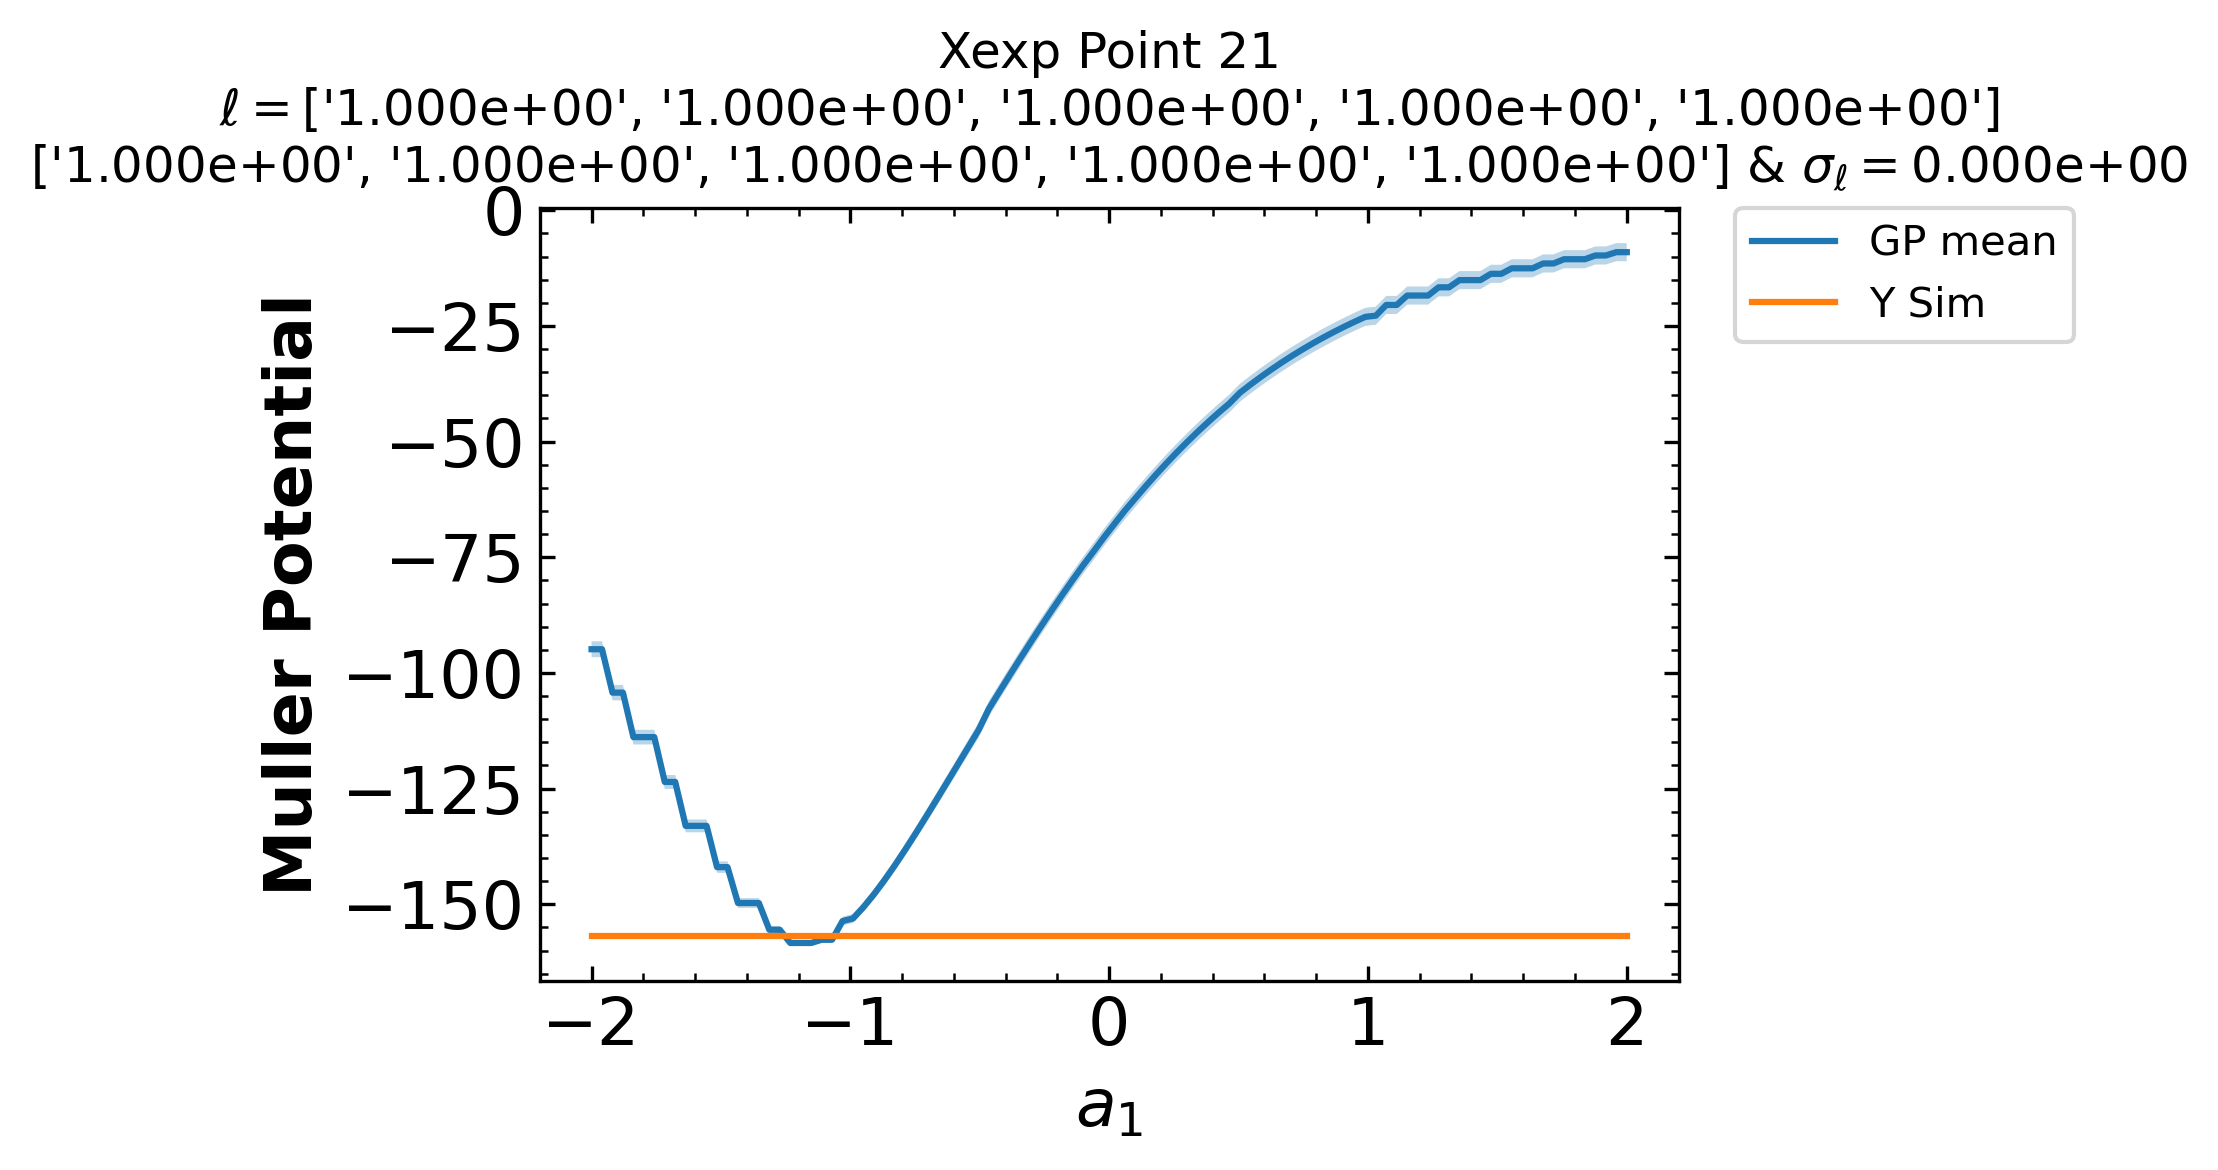 Xexp Point 21
ℓ = ['1.000e+00', '1.000e+00', '1.000e+00', '1.000e+00', '1.000e+00']
['1.000e+00', '1.000e+00', '1.000e+00', '1.000e+00', '1.000e+00'] & σℓ = 0.000e+00
GP mean
Y Sim
Muller Potential
0
−25
−50
−75
−100
−125
−150
−2 −1 0 1 2
a₁